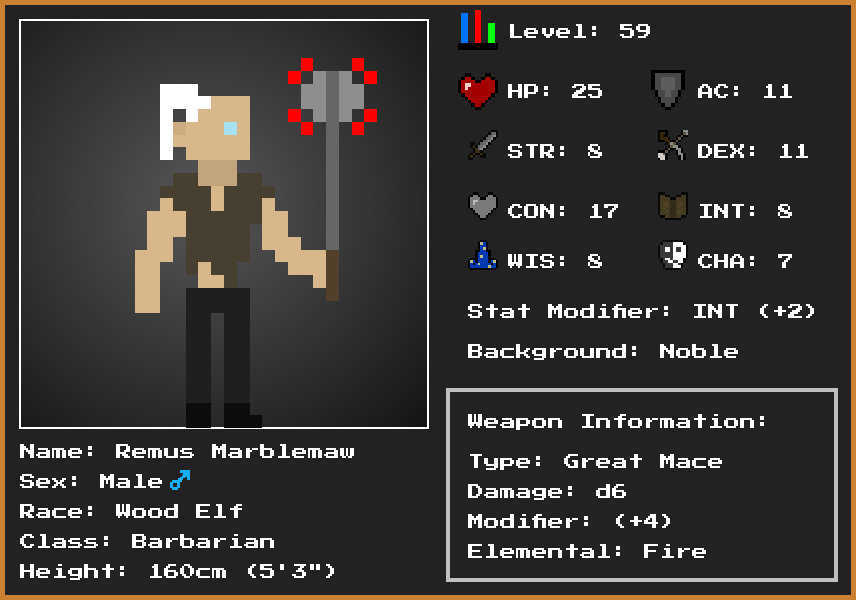 Level: 59
HP: 25 AC: 11
STR: 8 DEX: 11
CON: 17 INT: 8
WIS: 8 CHA: 7
Stat Modifier: INT (+2)
Background: Noble
Weapon Information:
Type: Great Mace
Damage: d6
Modifier: (+4)
Elemental: Fire
Name: Remus Marblemaw
Sex: Male ♂
Race: Wood Elf
Class: Barbarian
Height: 160cm (5'3")